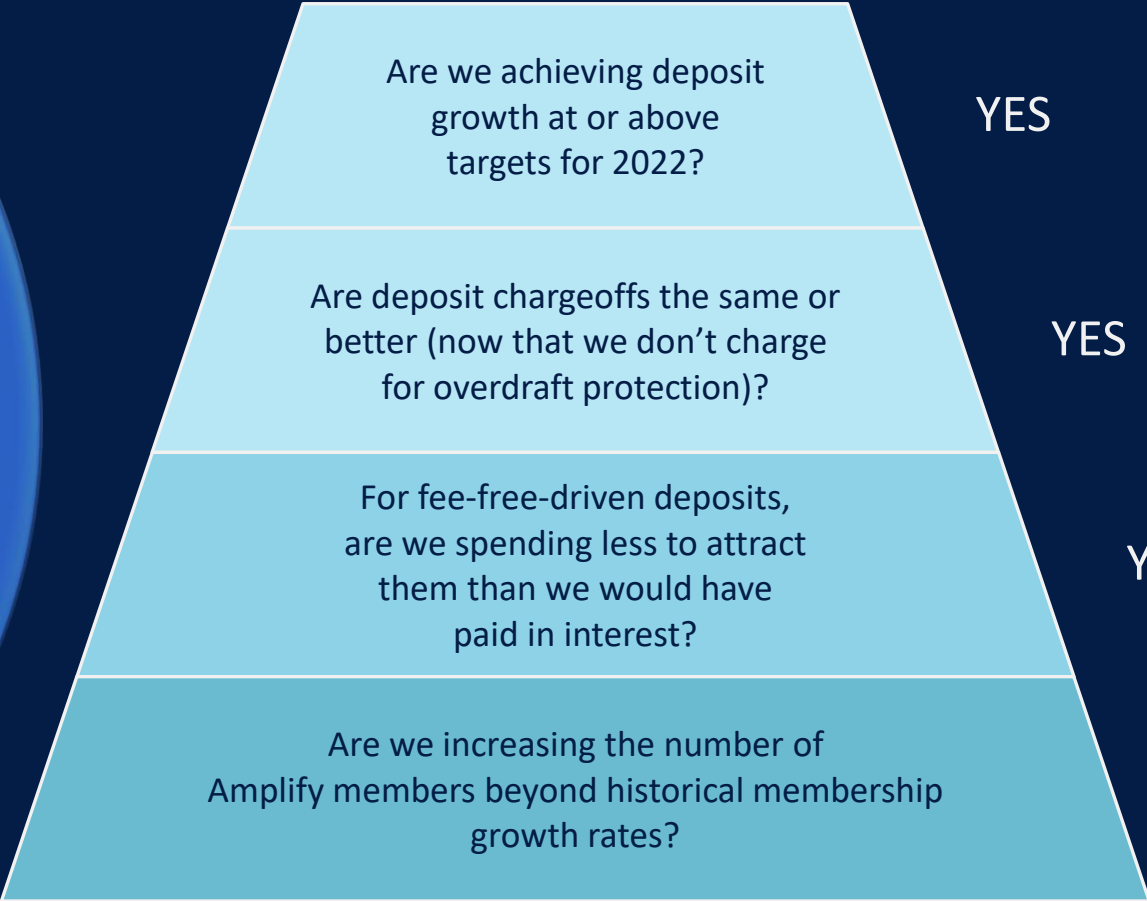 Are we achieving deposit
growth at or above
targets for 2022?
YES
Are deposit chargeoffs the same or
better (now that we don’t charge
for overdraft protection)?
YES
For fee-free-driven deposits,
are we spending less to attract
them than we would have
paid in interest?
Are we increasing the number of
Amplify members beyond historical membership
growth rates?